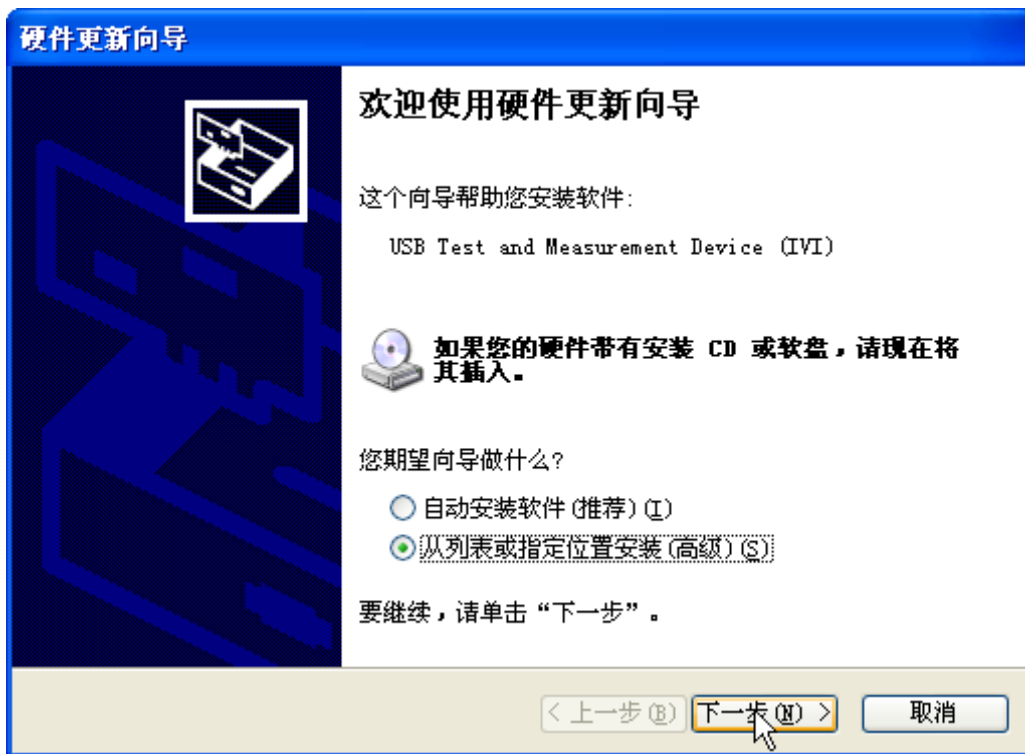 硬件更新向导
欢迎使用硬件更新向导
这个向导帮助您安装软件:
USB Test and Measurement Device (IVI)
如果您的硬件带有安装 CD 或软盘，请现在将
其插入。
您期望向导做什么?
自动安装软件(推荐)(I)
从列表或指定位置安装(高级)(S)
要继续，请单击“下一步”。
< 上一步(B)
下一步(N) >
取消